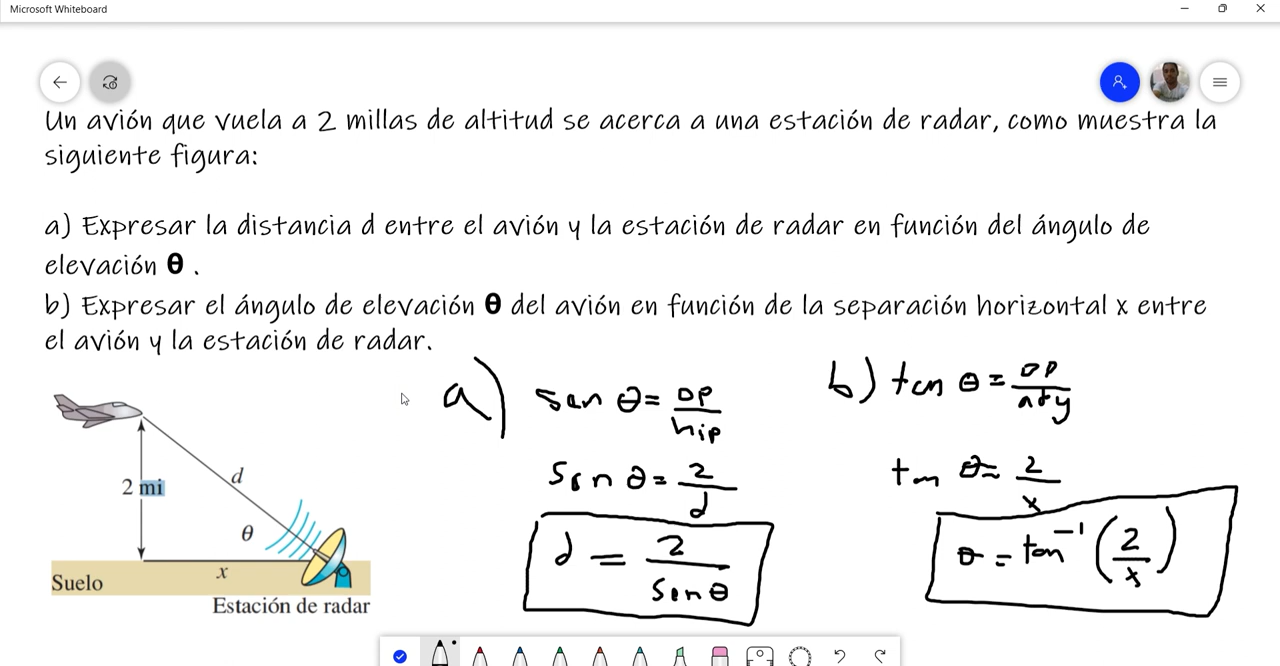 Microsoft Whiteboard
Un avión que vuela a 2 millas de altitud se acerca a una estación de radar, como muestra la
siguiente figura:
a) Expresar la distancia d entre el avión y la estación de radar en función del ángulo de
elevación θ .
b) Expresar el ángulo de elevación θ del avión en función de la separación horizontal x entre
el avión y la estación de radar.
a)
sen θ = op/hip
sen θ = 2/d
d = 2/sen θ
b) tan θ = op/ady
tan θ = 2/x
θ = tan⁻¹ (2/x)
d
2 mi
θ
x
Suelo
Estación de radar